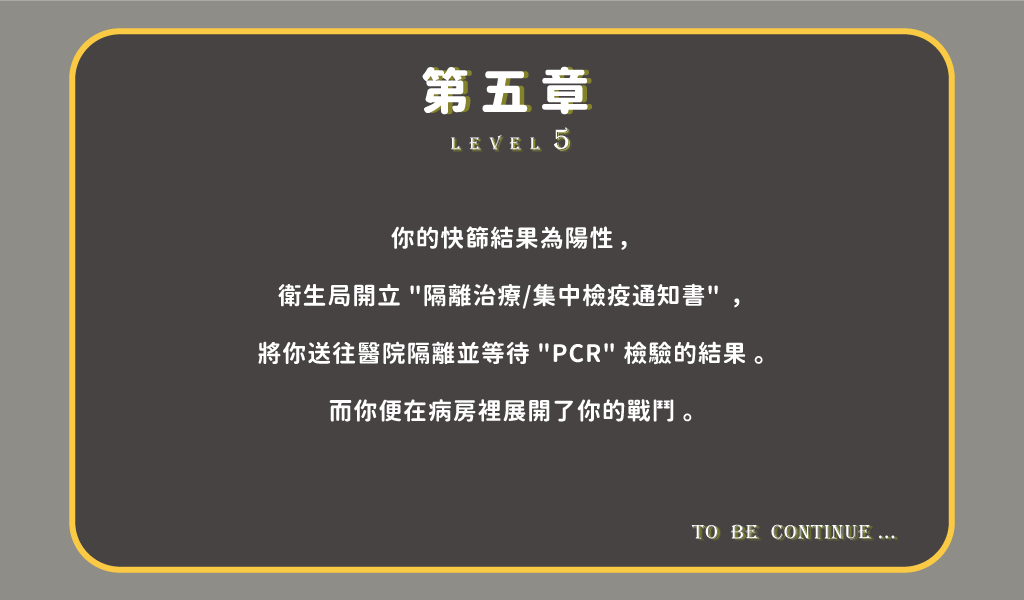 第五章
LEVEL 5
你的快篩結果為陽性，
衛生局開立 "隔離治療/集中檢疫通知書" ，
將你送往醫院隔離並等待 "PCR" 檢驗的結果 。
而你便在病房裡展開了你的戰鬥 。
TO BE CONTINUE ...